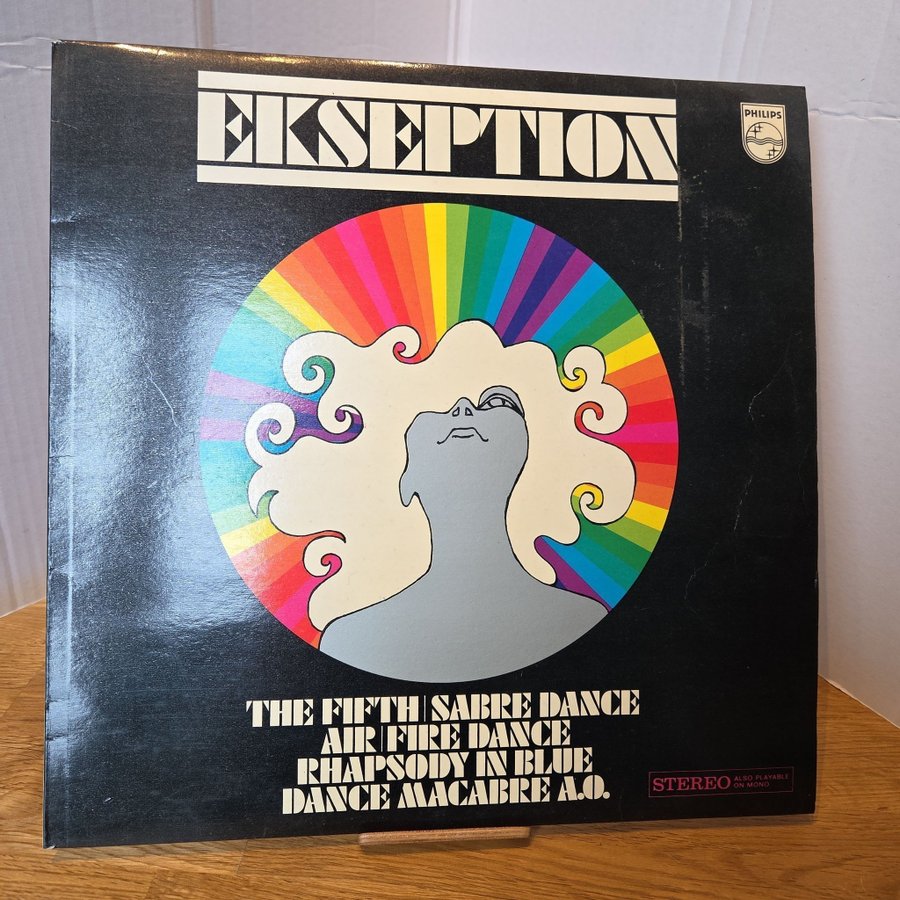 EKSEPTION
PHILIPS
THE FIFTH|SABRE DANCE
AIR|FIRE DANCE
RHAPSODY IN BLUE
DANCE MACABRE A.O.
STEREO ALSO PLAYABLE
ON MONO